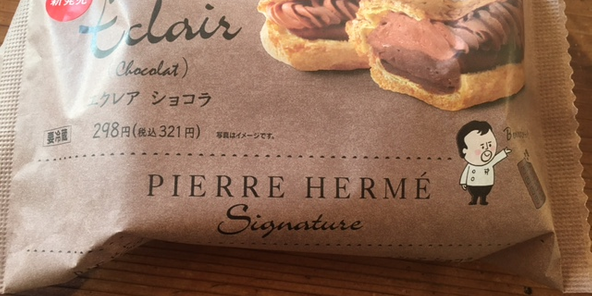 新発売
Éclair
Chocolat)
エクレア ショコラ
要冷蔵 298円(税込321円) 写真はイメージです。
PIERRE HERMÉ
Signature